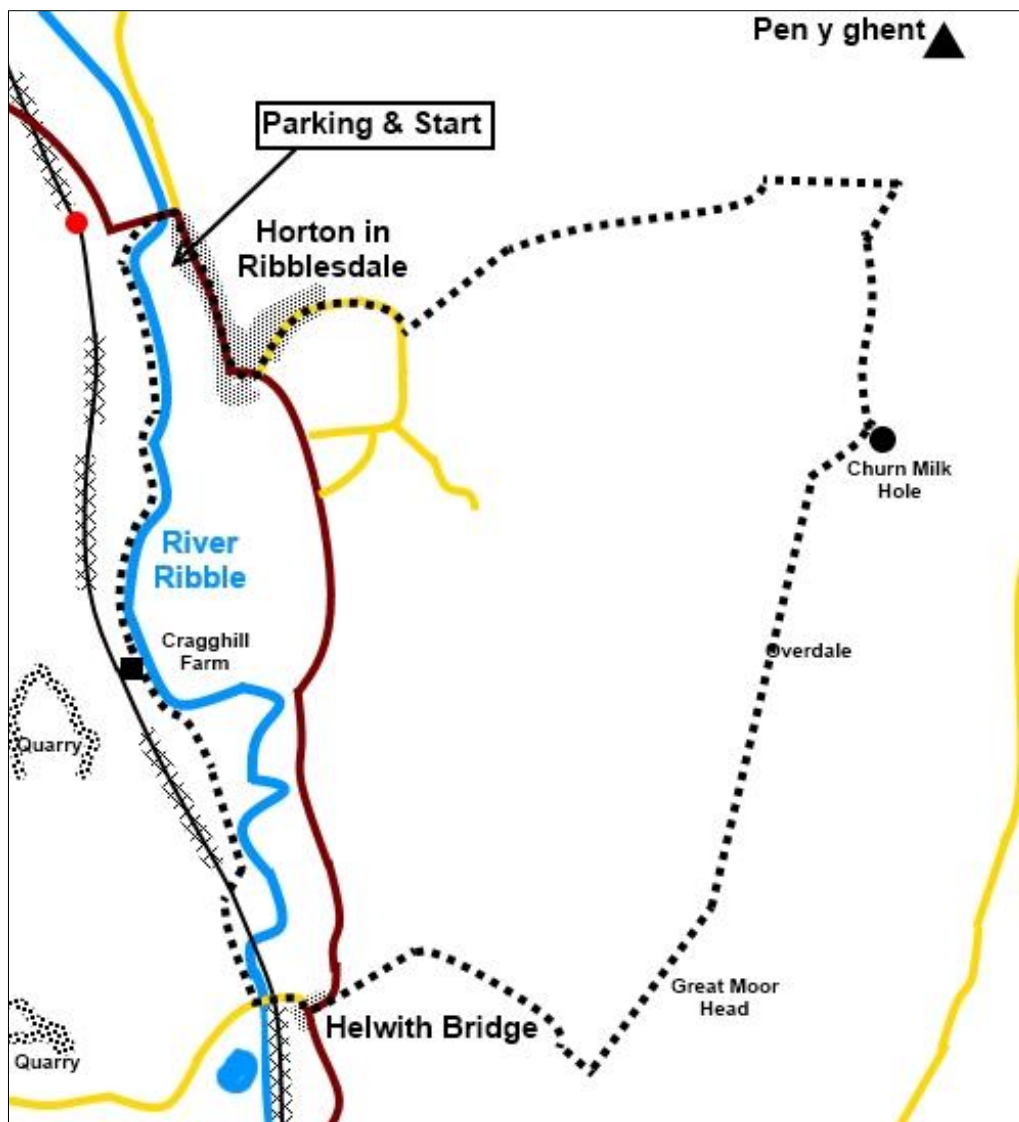 Pen y ghent
Parking & Start
Horton in
Ribblesdale
Churn Milk
Hole
River
Ribble
Cragghill
Farm
Overdale
Quarry
Great Moor
Head
Helwith Bridge
Quarry